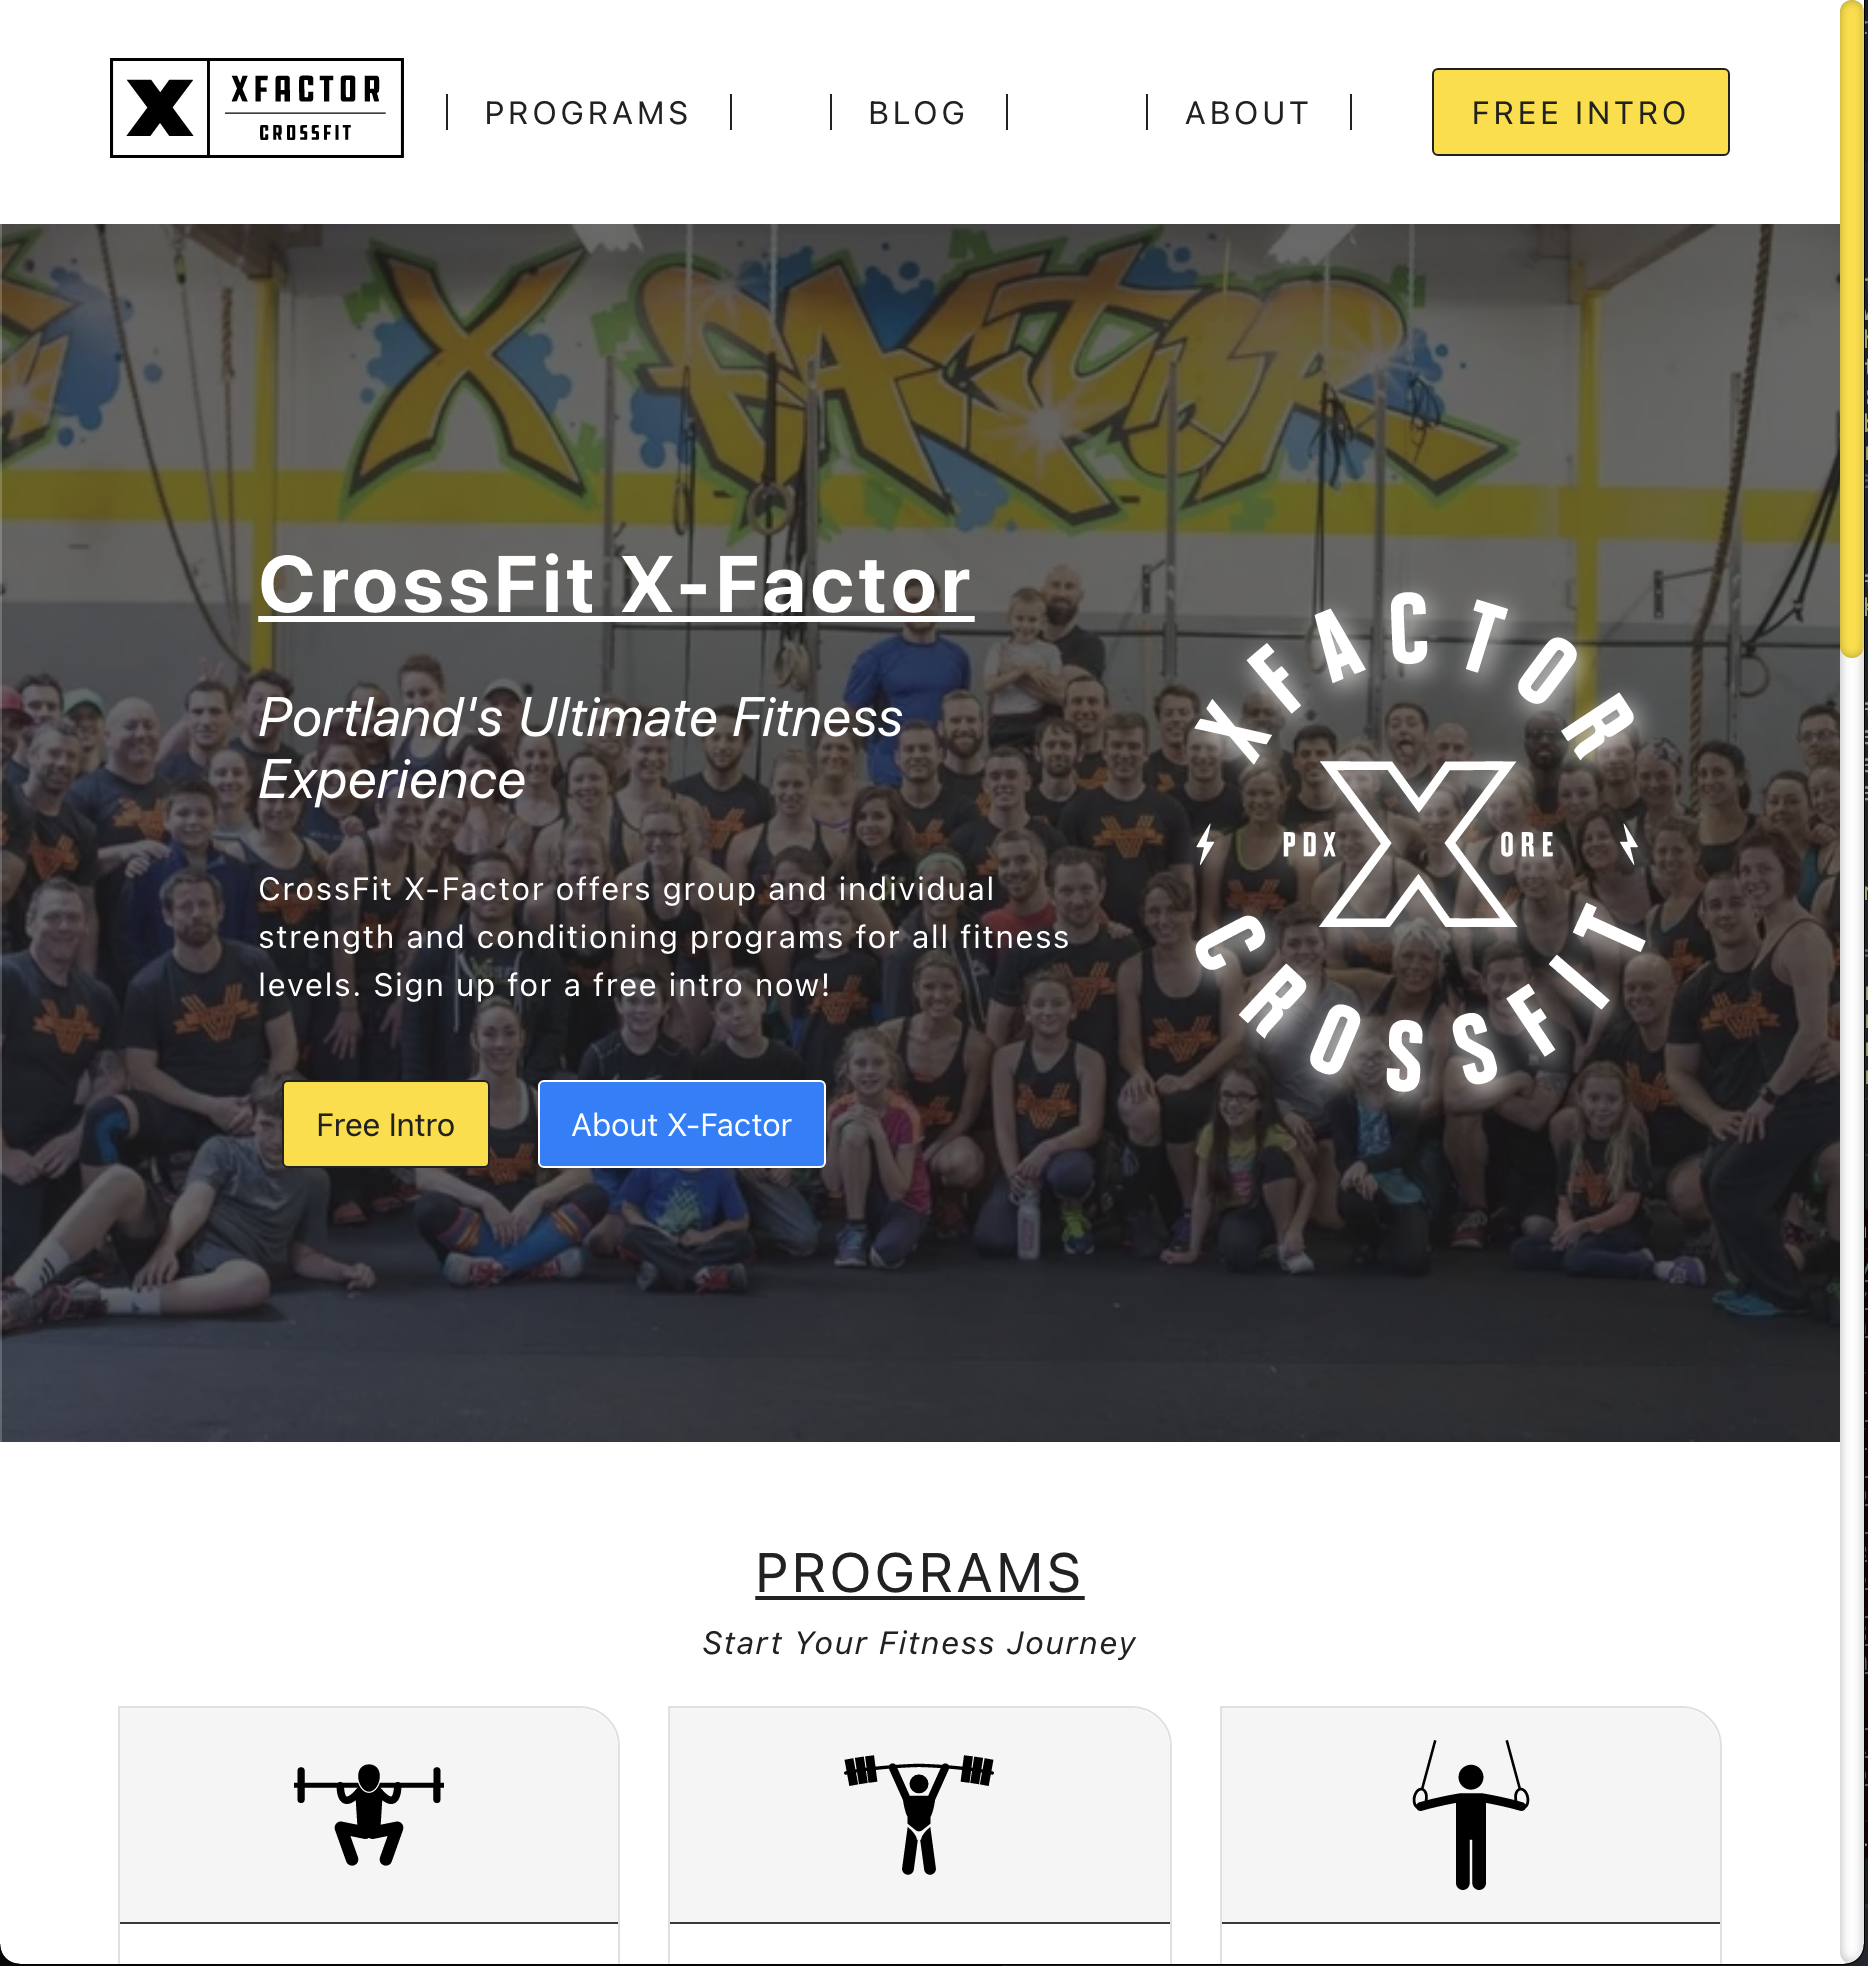 X
XFACTOR
CROSSFIT
PROGRAMS
BLOG
ABOUT
FREE INTRO
X FACTOR
CrossFit X-Factor
Portland's Ultimate Fitness
Experience
CrossFit X-Factor offers group and individual
strength and conditioning programs for all fitness
levels. Sign up for a free intro now!
Free Intro
About X-Factor
XFACTOR
PDX X ORE
CROSSFIT
PROGRAMS
Start Your Fitness Journey